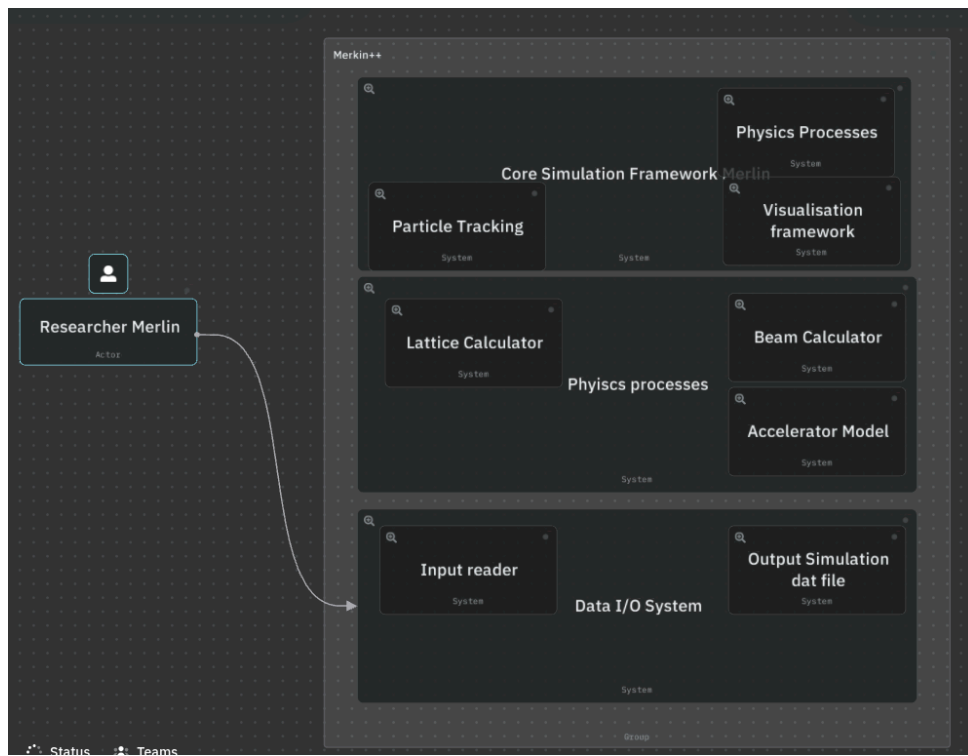 Merkin++
Physics Processes
System
Core Simulation Framework Merlin
Particle Tracking
System
System
Visualisation
framework
System
Researcher Merlin
Actor
Lattice Calculator
System
Beam Calculator
System
Phyiscs processes
Accelerator Model
System
System
Input reader
System
Output Simulation
dat file
System
Data I/O System
System
Group
Status
Teams